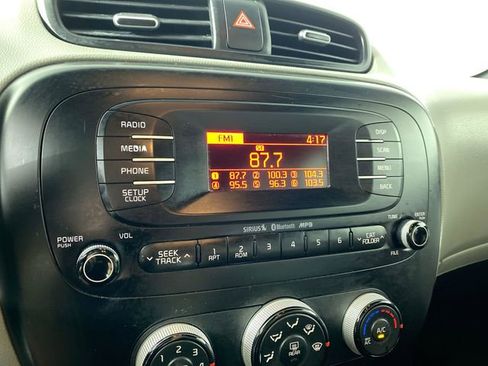 RADIO
MEDIA
PHONE
SETUP
CLOCK
FM1 4:17
87.7
1 87.7 2 100.3 3 104.3
4 95.5 5 96.3 6 103.5
DISP
SCAN
MENU
BACK
SIRIUS Bluetooth MP3
POWER
PUSH
VOL
SEEK
TRACK
1
RPT
2
RDM
3 4 5 6
CAT
FOLDER
TUNE
FILE
ENTER
PUSH
REAR
A/C